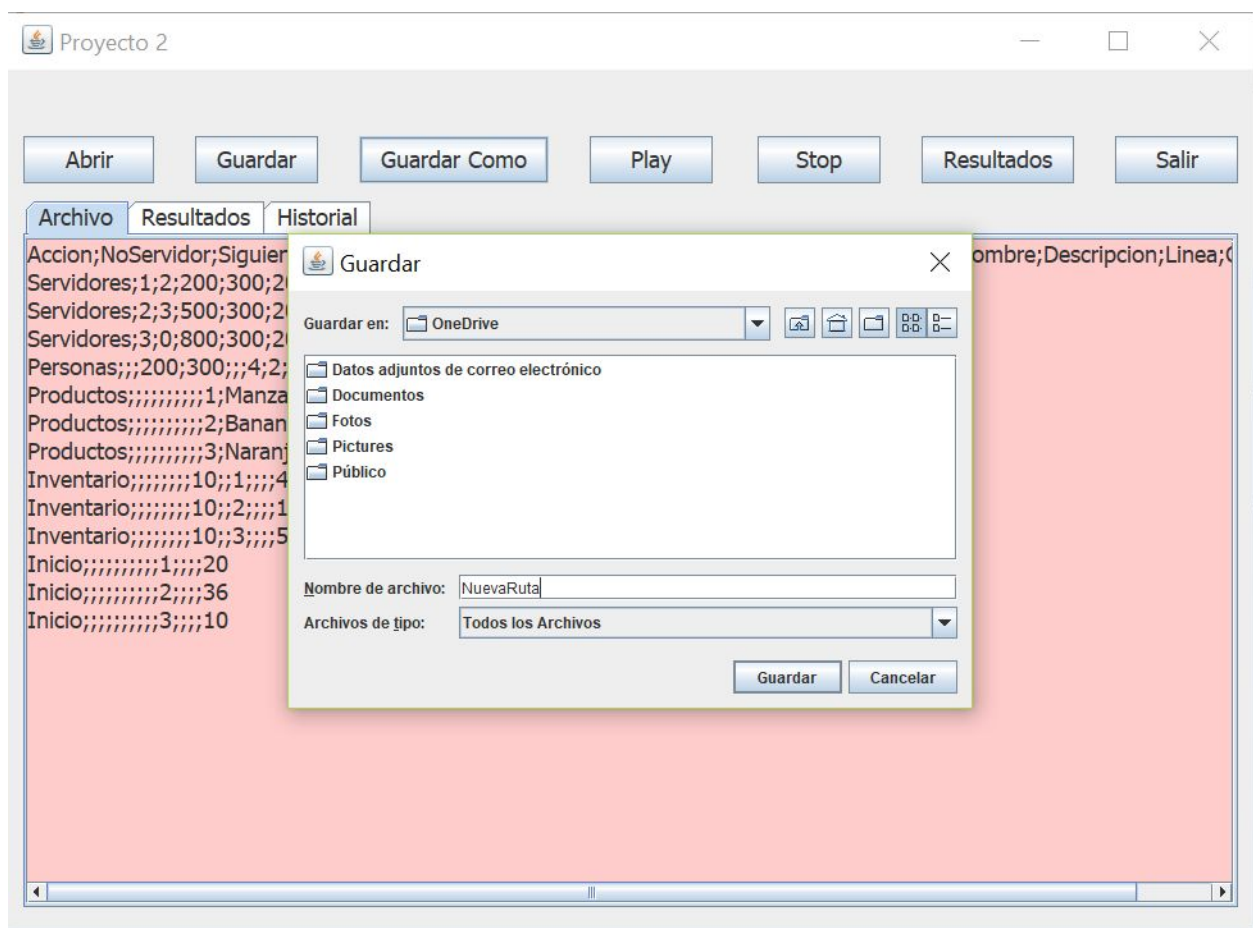 Proyecto 2
Abrir Guardar Guardar Como Play Stop Resultados Salir
Archivo Resultados Historial
Accion;NoServidor;Siguien ombre;Descripcion;Linea;
Servidores;1;2;200;300;2
Servidores;2;3;500;300;2
Servidores;3;0;800;300;2
Personas;;;200;300;;;4;2;
Productos;;;;;;;;;;1;Manza
Productos;;;;;;;;;;2;Banan
Productos;;;;;;;;;;3;Naranj
Inventario;;;;;;;;10;;1;;;;4
Inventario;;;;;;;;10;;2;;;;1
Inventario;;;;;;;;10;;3;;;;5
Inicio;;;;;;;;;;1;;;;20
Inicio;;;;;;;;;;2;;;;36
Inicio;;;;;;;;;;3;;;;10
Guardar
Guardar en: OneDrive
Datos adjuntos de correo electrónico
Documentos
Fotos
Pictures
Público
Nombre de archivo: NuevaRuta
Archivos de tipo: Todos los Archivos
Guardar Cancelar